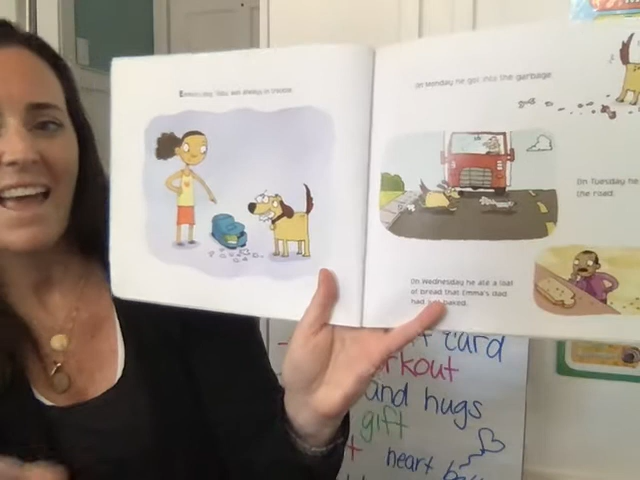 Emma's dog, Toby, was always in trouble.
On Monday he got into the garbage.
On Tuesday he
the road.
On Wednesday he ate a loaf
of bread that Emma's dad
had just baked.
card
rkout
and hugs
gift
heart